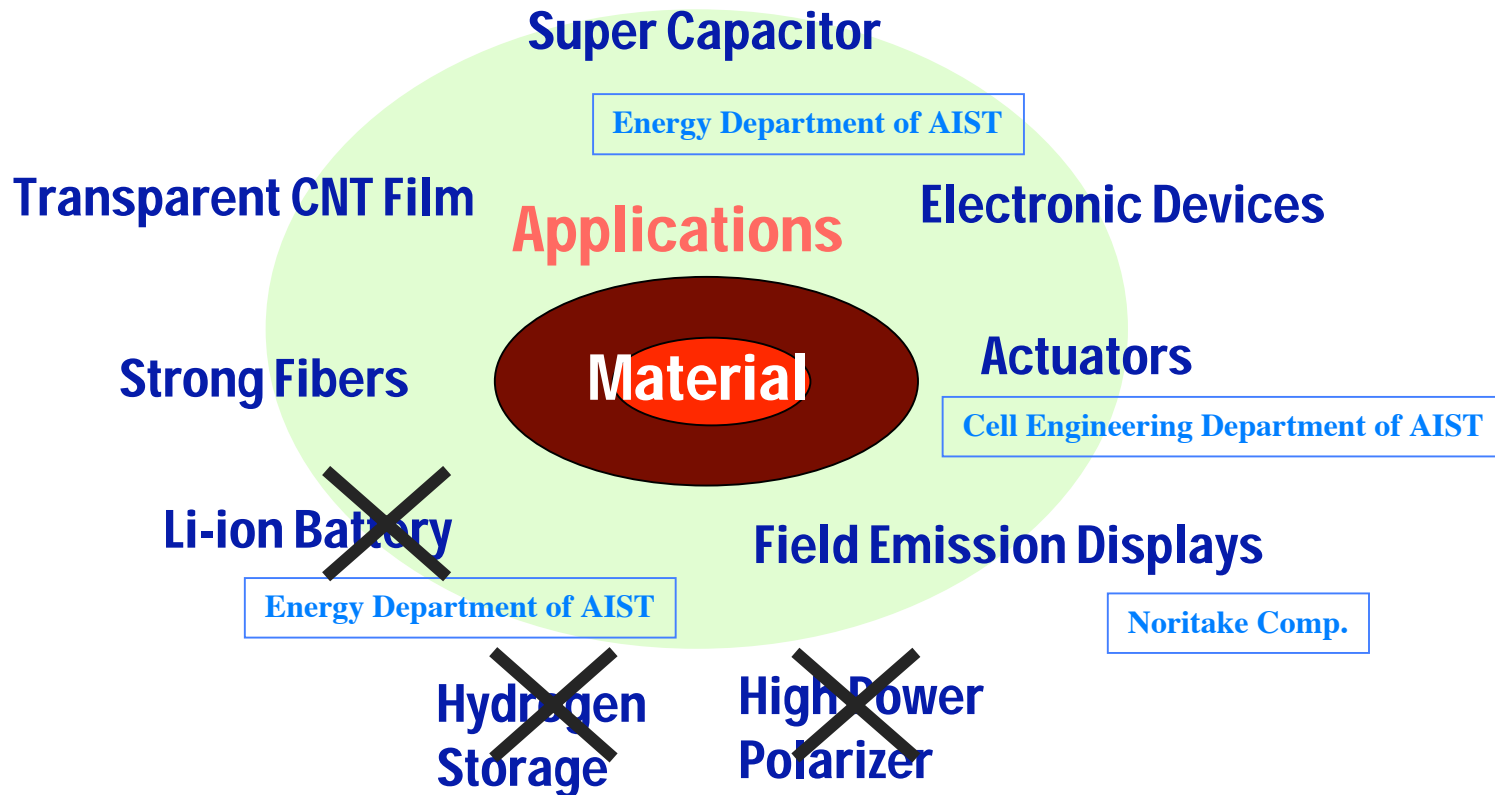 Super Capacitor
Energy Department of AIST
Transparent CNT Film
Electronic Devices
Applications
Strong Fibers
Material
Actuators
Cell Engineering Department of AIST
Li-ion Battery
Field Emission Displays
Energy Department of AIST
Noritake Comp.
Hydrogen
Storage
High Power
Polarizer